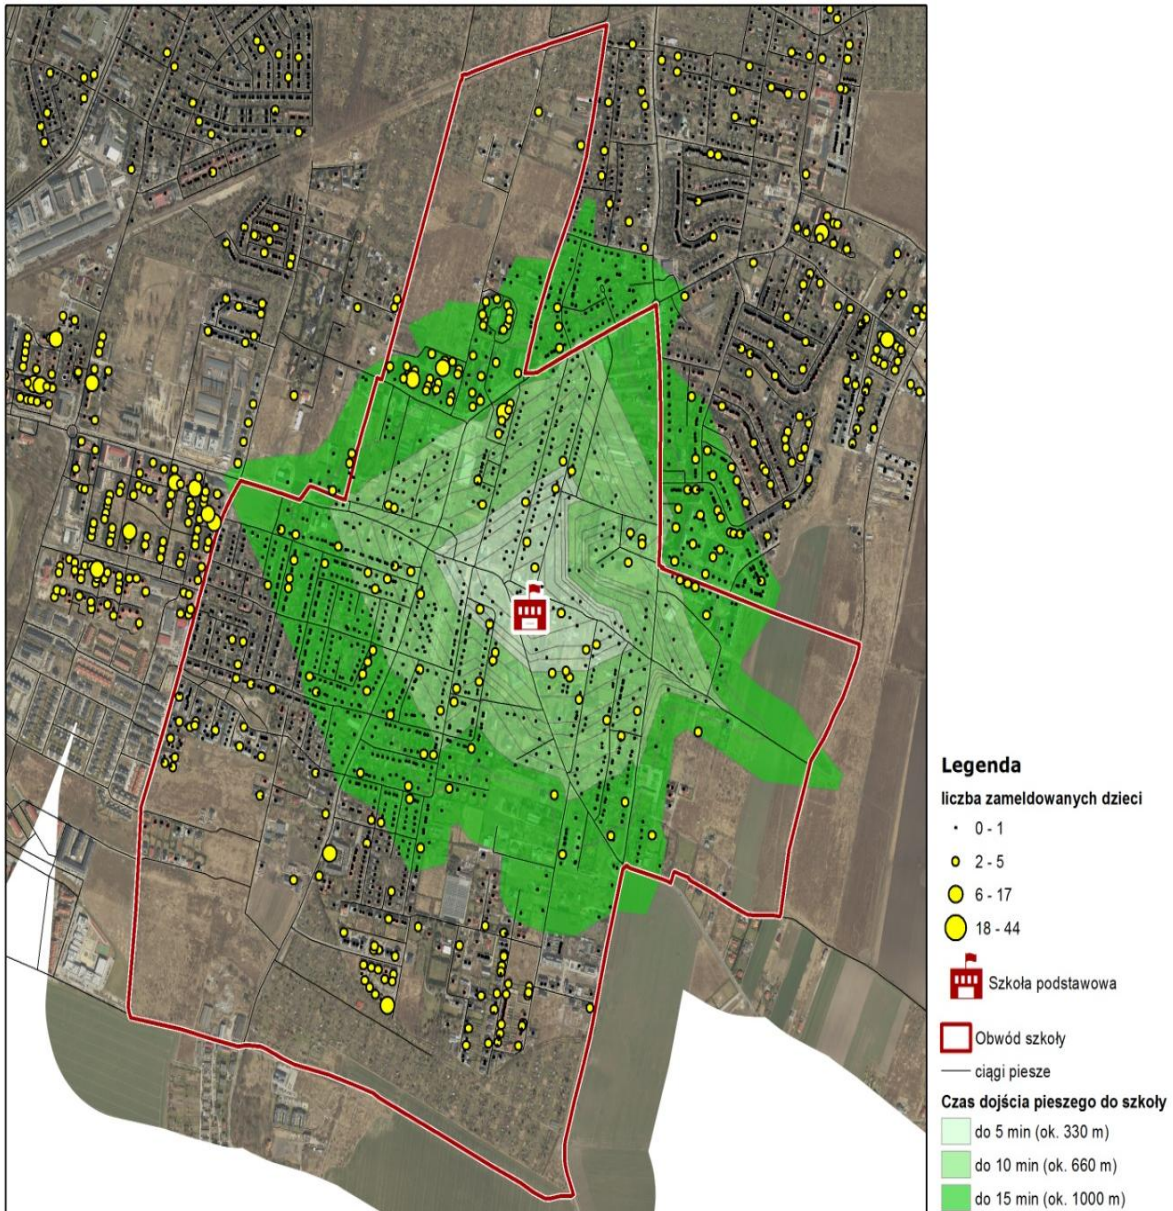 Legenda
liczba zameldowanych dzieci
0 - 1
2 - 5
6 - 17
18 - 44
Szkoła podstawowa
Obwód szkoły
ciągi piesze
Czas dojścia pieszego do szkoły
do 5 min (ok. 330 m)
do 10 min (ok. 660 m)
do 15 min (ok. 1000 m)